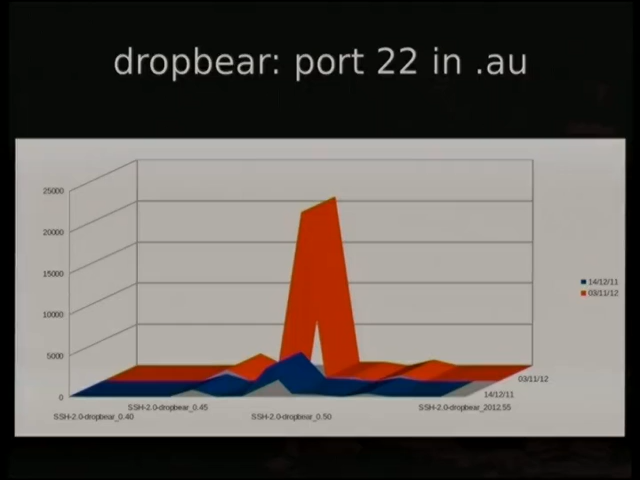 dropbear: port 22 in .au
25000
20000
15000
10000
5000
0
14/12/11
03/11/12
03/11/12
14/12/11
SSH-2.0-dropbear_0.45
SSH-2.0-dropbear_2012.55
SSH-2.0-dropbear_0.40
SSH-2.0-dropbear_0.50